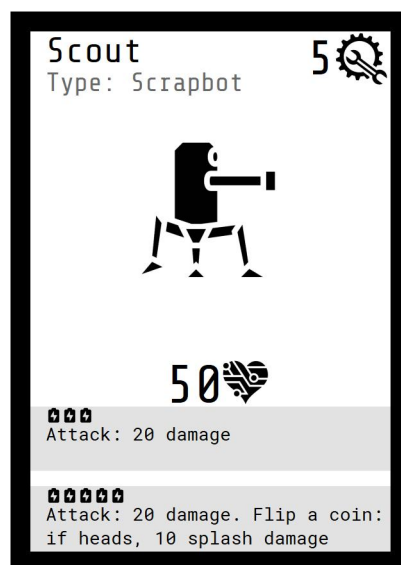 Scout
5
Type: Scrapbot
50
Attack: 20 damage
Attack: 20 damage. Flip a coin:
if heads, 10 splash damage